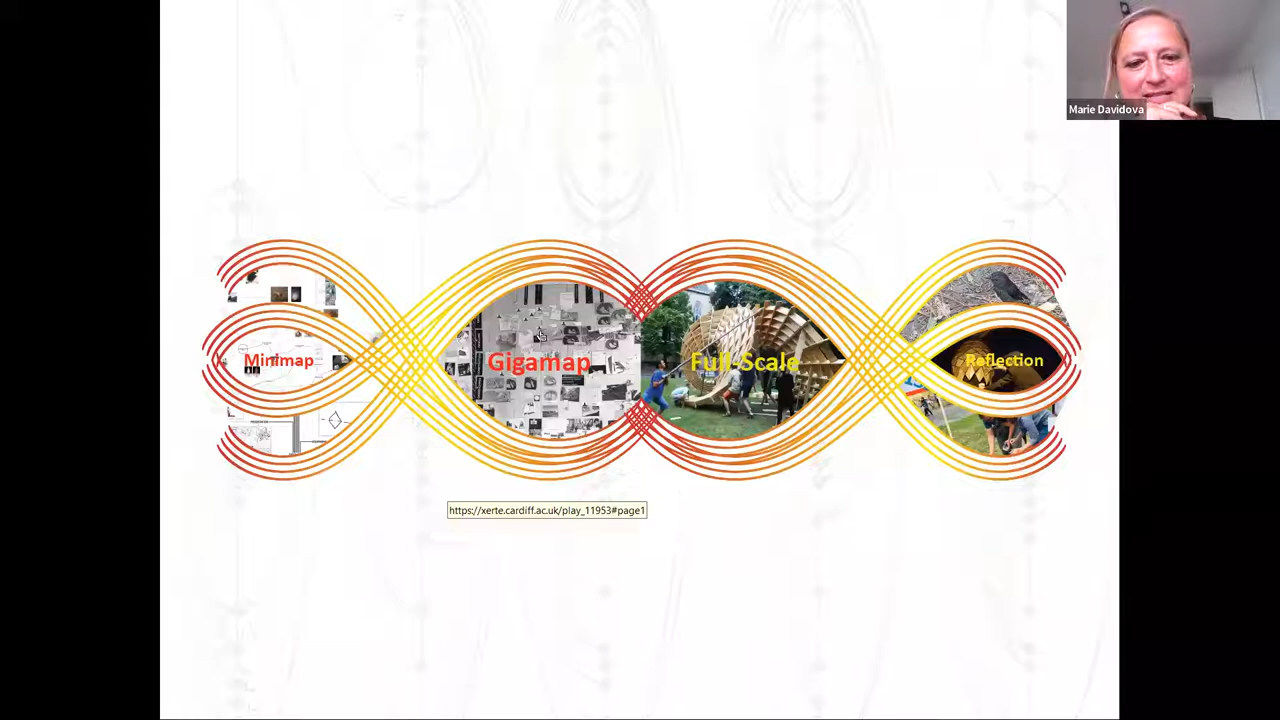 Marie Davidova
Minimap
Gigamap
Full-Scale
Reflection
https://xerte.cardiff.ac.uk/play_11953#page1